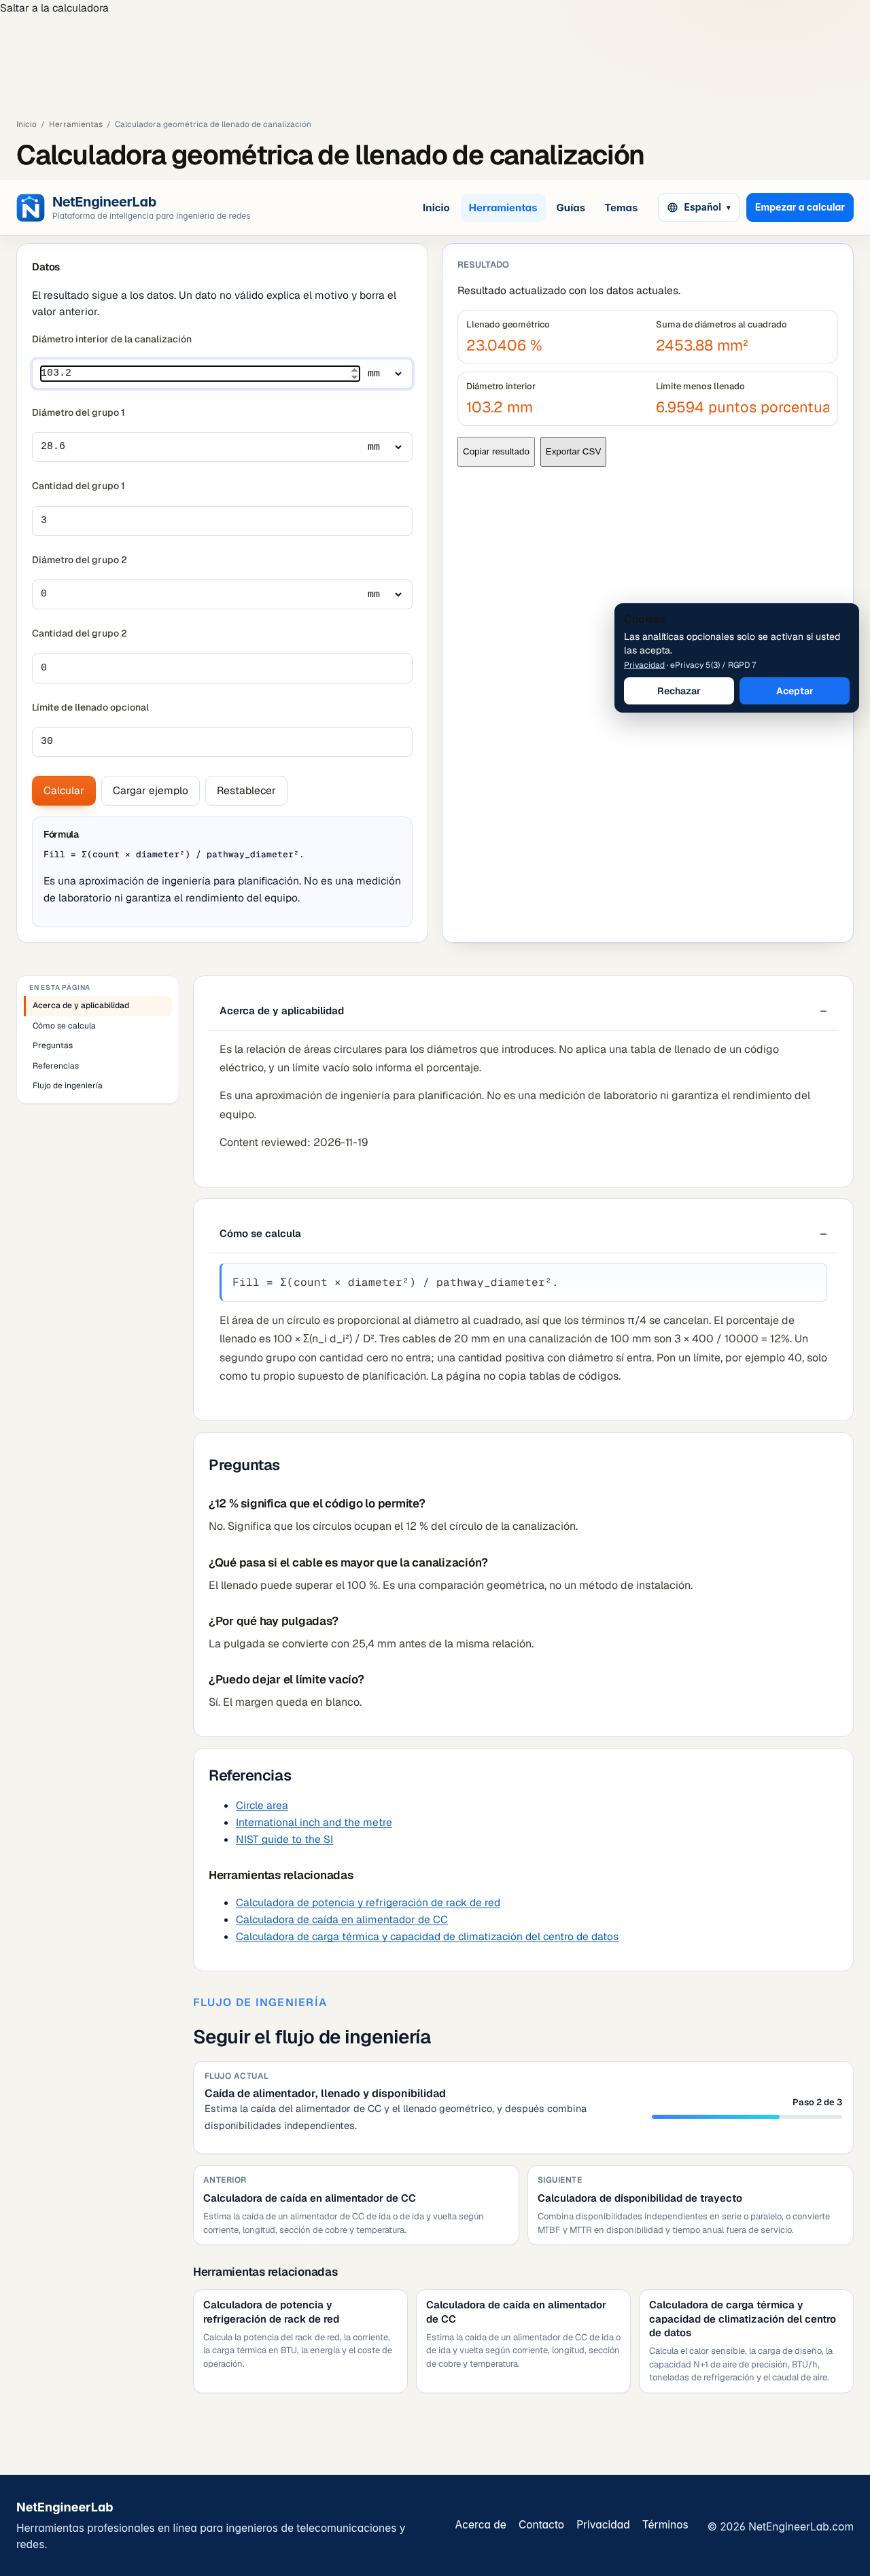 Saltar a la calculadora
Inicio / Herramientas / Calculadora geométrica de llenado de canalización
Calculadora geométrica de llenado de canalización
NetEngineerLab
Plataforma de inteligencia para ingeniería de redes
Inicio
Herramientas
Guías
Temas
Español ▾
Empezar a calcular
Datos
El resultado sigue a los datos. Un dato no válido explica el motivo y borra el
valor anterior.
Diámetro interior de la canalización
103.2 mm
Diámetro del grupo 1
28.6 mm
Cantidad del grupo 1
3
Diámetro del grupo 2
0 mm
Cantidad del grupo 2
0
Límite de llenado opcional
30
Calcular
Cargar ejemplo
Restablecer
Fórmula
Fill = Σ(count × diameter²) / pathway_diameter².
Es una aproximación de ingeniería para planificación. No es una medición
de laboratorio ni garantiza el rendimiento del equipo.
RESULTADO
Resultado actualizado con los datos actuales.
Llenado geométrico
23.0406 %
Suma de diámetros al cuadrado
2453.88 mm²
Diámetro interior
103.2 mm
Límite menos llenado
6.9594 puntos porcentua
Copiar resultado
Exportar CSV
Cookies
Las analíticas opcionales solo se activan si usted
las acepta.
Privacidad · ePrivacy 5(3) / RGPD 7
Rechazar
Aceptar
EN ESTA PÁGINA
Acerca de y aplicabilidad
Cómo se calcula
Preguntas
Referencias
Flujo de ingeniería
Acerca de y aplicabilidad −
Es la relación de áreas circulares para los diámetros que introduces. No aplica una tabla de llenado de un código
eléctrico, y un límite vacío solo informa el porcentaje.
Es una aproximación de ingeniería para planificación. No es una medición de laboratorio ni garantiza el rendimiento del
equipo.
Content reviewed: 2026-11-19
Cómo se calcula −
Fill = Σ(count × diameter²) / pathway_diameter².
El área de un círculo es proporcional al diámetro al cuadrado, así que los términos π/4 se cancelan. El porcentaje de
llenado es 100 × Σ(n_i d_i²) / D². Tres cables de 20 mm en una canalización de 100 mm son 3 × 400 / 10000 = 12%. Un
segundo grupo con cantidad cero no entra; una cantidad positiva con diámetro sí entra. Pon un límite, por ejemplo 40, solo
como tu propio supuesto de planificación. La página no copia tablas de códigos.
Preguntas
¿12 % significa que el código lo permite?
No. Significa que los círculos ocupan el 12 % del círculo de la canalización.
¿Qué pasa si el cable es mayor que la canalización?
El llenado puede superar el 100 %. Es una comparación geométrica, no un método de instalación.
¿Por qué hay pulgadas?
La pulgada se convierte con 25,4 mm antes de la misma relación.
¿Puedo dejar el límite vacío?
Sí. El margen queda en blanco.
Referencias
Circle area
International inch and the metre
NIST guide to the SI
Herramientas relacionadas
Calculadora de potencia y refrigeración de rack de red
Calculadora de caída en alimentador de CC
Calculadora de carga térmica y capacidad de climatización del centro de datos
FLUJO DE INGENIERÍA
Seguir el flujo de ingeniería
FLUJO ACTUAL
Caída de alimentador, llenado y disponibilidad
Estima la caída del alimentador de CC y el llenado geométrico, y después combina
disponibilidades independientes.
Paso 2 de 3
ANTERIOR
Calculadora de caída en alimentador de CC
Estima la caída de un alimentador de CC de ida o de ida y vuelta según
corriente, longitud, sección de cobre y temperatura.
SIGUIENTE
Calculadora de disponibilidad de trayecto
Combina disponibilidades independientes en serie o paralelo, o convierte
MTBF y MTTR en disponibilidad y tiempo anual fuera de servicio.
Herramientas relacionadas
Calculadora de potencia y
refrigeración de rack de red
Calcula la potencia del rack de red, la corriente,
la carga térmica en BTU, la energía y el coste de
operación.
Calculadora de caída en alimentador
de CC
Estima la caída de un alimentador de CC de ida o
de ida y vuelta según corriente, longitud, sección
de cobre y temperatura.
Calculadora de carga térmica y
capacidad de climatización del centro
de datos
Calcula el calor sensible, la carga de diseño, la
capacidad N+1 de aire de precisión, BTU/h,
toneladas de refrigeración y el caudal de aire.
NetEngineerLab
Herramientas profesionales en línea para ingenieros de telecomunicaciones y
redes.
Acerca de
Contacto
Privacidad
Términos
© 2026 NetEngineerLab.com